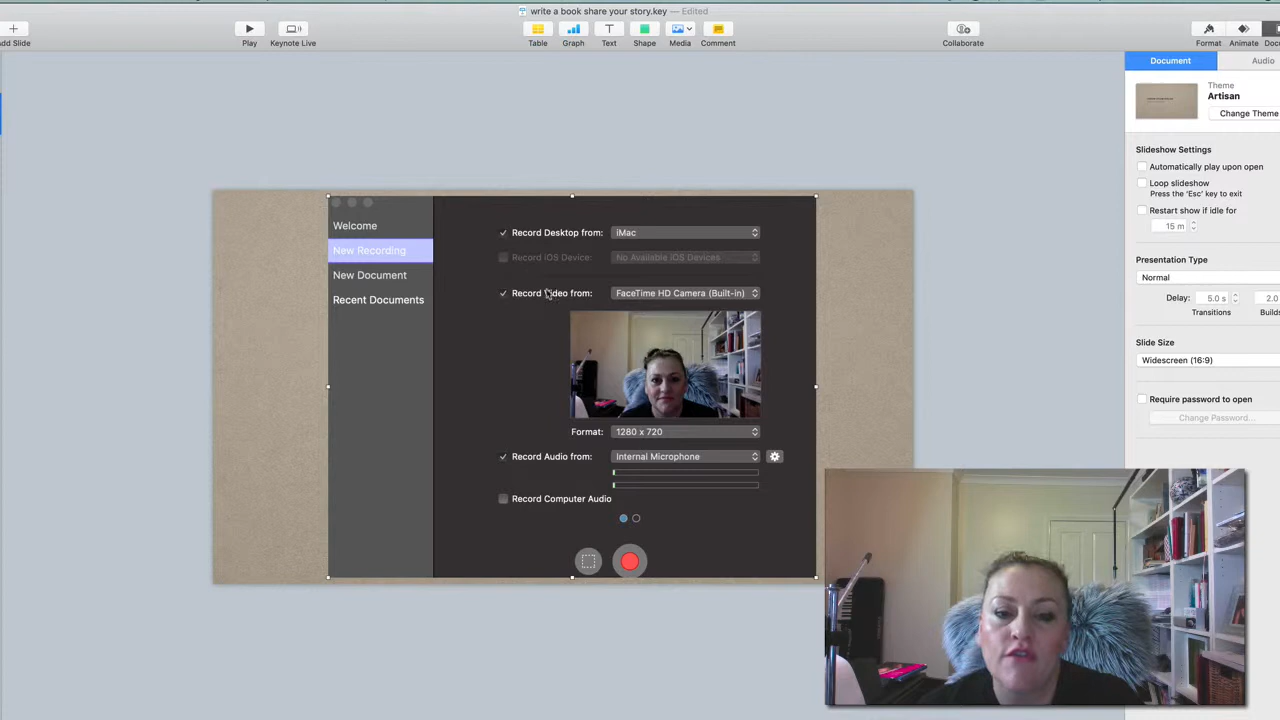 write a book share your story.key — Edited
Add Slide
Play
Keynote Live
Table
Graph
Text
Shape
Media
Comment
Collaborate
Format
Animate
Document
Audio
Theme
Artisan
Change Theme
Slideshow Settings
Automatically play upon open
Loop slideshow
Press the 'Esc' key to exit
Restart show if idle for
15 m
Presentation Type
Normal
Delay:
5.0 s
2.0
Transitions
Builds
Slide Size
Widescreen (16:9)
Require password to open
Change Password...
Welcome
New Recording
New Document
Recent Documents
Record Desktop from:
iMac
Record iOS Device:
No Available iOS Devices
Record Video from:
FaceTime HD Camera (Built-in)
Format:
1280 x 720
Record Audio from:
Internal Microphone
Record Computer Audio